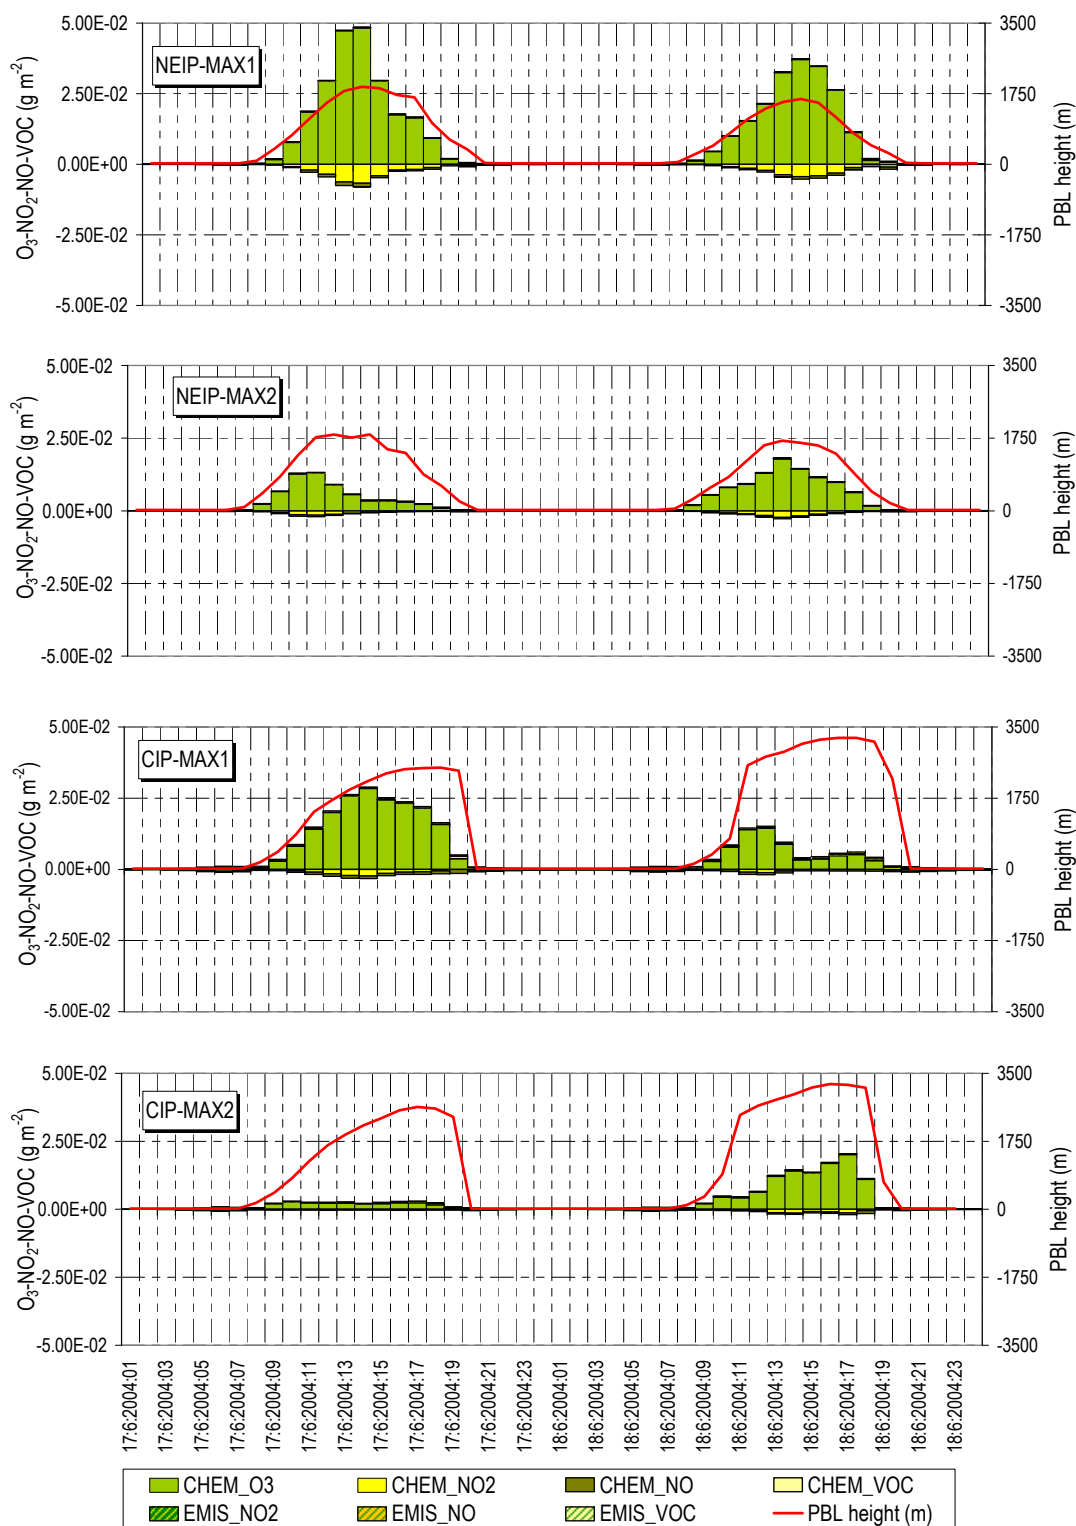 5.00E-02
3500
NEIP-MAX1
2.50E-02
1750
0.00E+00
0
-2.50E-02
-1750
-5.00E-02
-3500
O3-NO2-NO-VOC (g m-2)
PBL height (m)
5.00E-02
3500
NEIP-MAX2
2.50E-02
1750
0.00E+00
0
-2.50E-02
-1750
-5.00E-02
-3500
O3-NO2-NO-VOC (g m-2)
PBL height (m)
5.00E-02
3500
CIP-MAX1
2.50E-02
1750
0.00E+00
0
-2.50E-02
-1750
-5.00E-02
-3500
O3-NO2-NO-VOC (g m-2)
PBL height (m)
5.00E-02
3500
CIP-MAX2
2.50E-02
1750
0.00E+00
0
-2.50E-02
-1750
-5.00E-02
-3500
O3-NO2-NO-VOC (g m-2)
PBL height (m)
17:6:2004:01
17:6:2004:03
17:6:2004:05
17:6:2004:07
17:6:2004:09
17:6:2004:11
17:6:2004:13
17:6:2004:15
17:6:2004:17
17:6:2004:19
17:6:2004:21
17:6:2004:23
18:6:2004:01
18:6:2004:03
18:6:2004:05
18:6:2004:07
18:6:2004:09
18:6:2004:11
18:6:2004:13
18:6:2004:15
18:6:2004:17
18:6:2004:19
18:6:2004:21
18:6:2004:23
CHEM_O3 CHEM_NO2 CHEM_NO CHEM_VOC
EMIS_NO2 EMIS_NO EMIS_VOC PBL height (m)